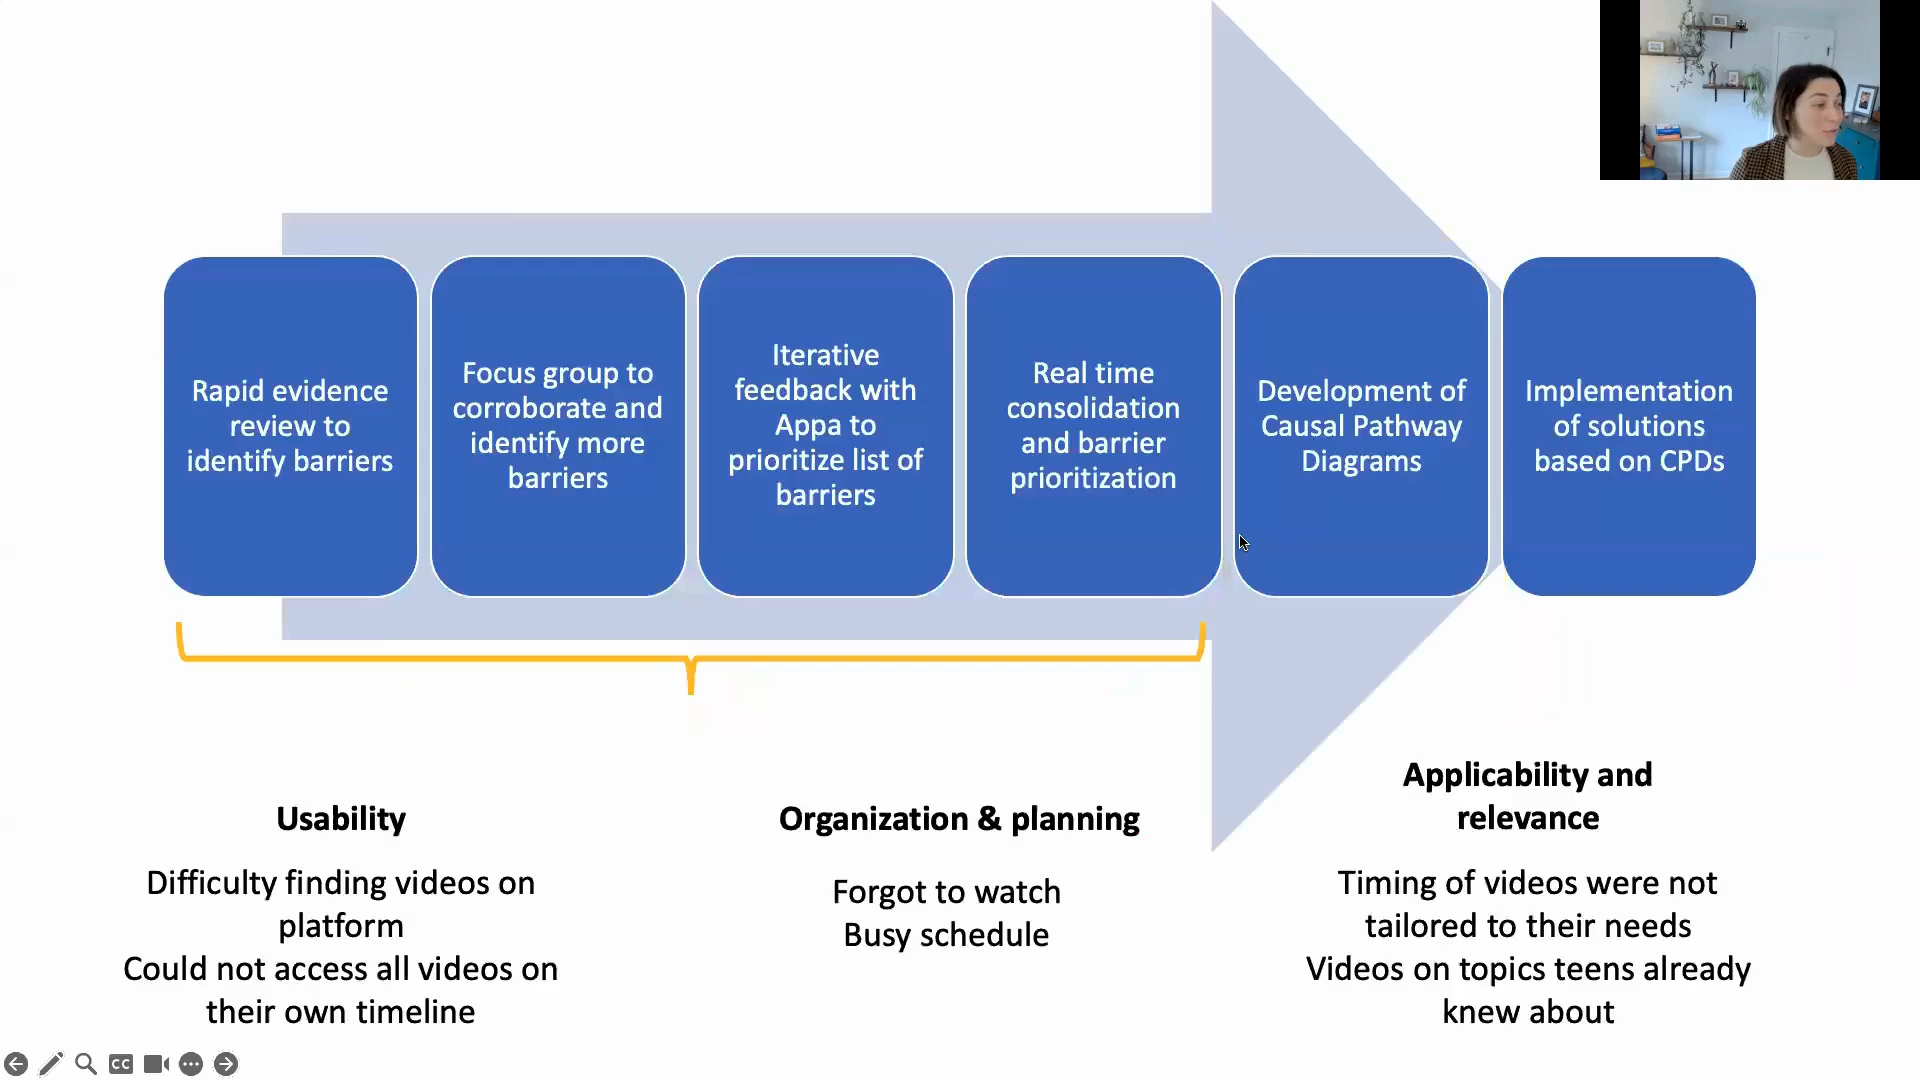 Rapid evidence
review to
identify barriers
Focus group to
corroborate and
identify more
barriers
Iterative
feedback with
Appa to
prioritize list of
barriers
Real time
consolidation
and barrier
prioritization
Development of
Causal Pathway
Diagrams
Implementation
of solutions
based on CPDs
Usability
Difficulty finding videos on
platform
Could not access all videos on
their own timeline
Organization & planning
Forgot to watch
Busy schedule
Applicability and
relevance
Timing of videos were not
tailored to their needs
Videos on topics teens already
knew about
CC